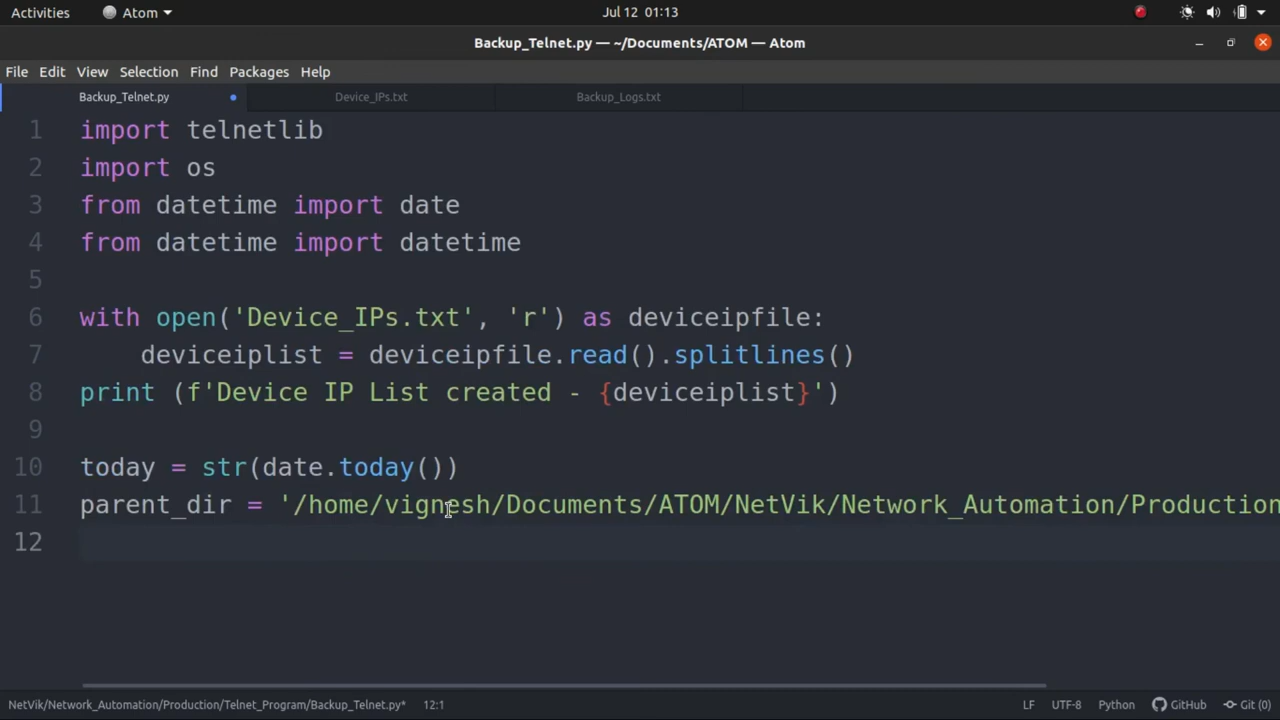 Activities Atom Jul 12 01:13
Backup_Telnet.py — ~/Documents/ATOM — Atom
File Edit View Selection Find Packages Help
Backup_Telnet.py Device_IPs.txt Backup_Logs.txt
1 import telnetlib
2 import os
3 from datetime import date
4 from datetime import datetime
5
6 with open('Device_IPs.txt', 'r') as deviceipfile:
7 deviceiplist = deviceipfile.read().splitlines()
8 print (f'Device IP List created - {deviceiplist}')
9
10 today = str(date.today())
11 parent_dir = '/home/vignesh/Documents/ATOM/NetVik/Network_Automation/Production
12
NetVik/Network_Automation/Production/Telnet_Program/Backup_Telnet.py* 12:1 LF UTF-8 Python GitHub Git (0)